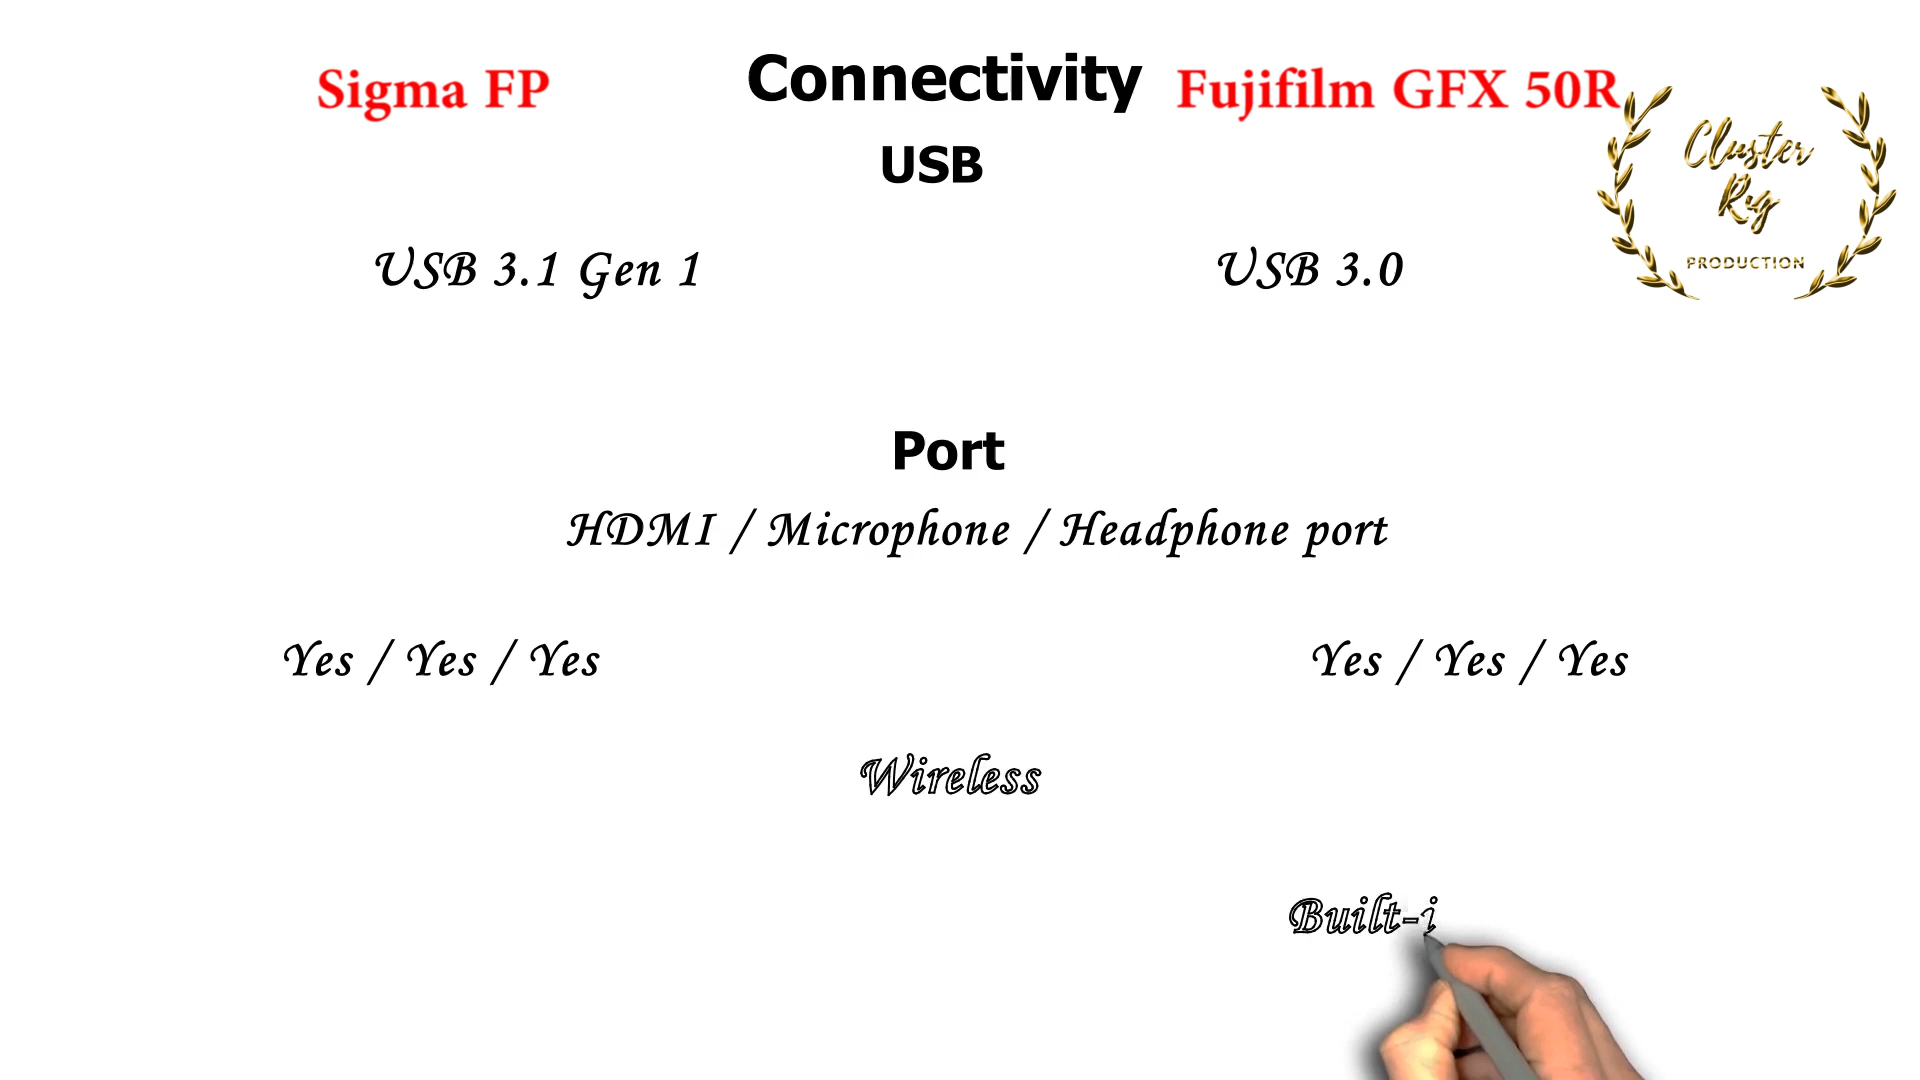 Sigma FP
Connectivity
Fujifilm GFX 50R
USB
USB 3.1 Gen 1
USB 3.0
Cluster
Rig
PRODUCTION
Port
HDMI / Microphone / Headphone port
Yes / Yes / Yes
Yes / Yes / Yes
Wireless
Built-i